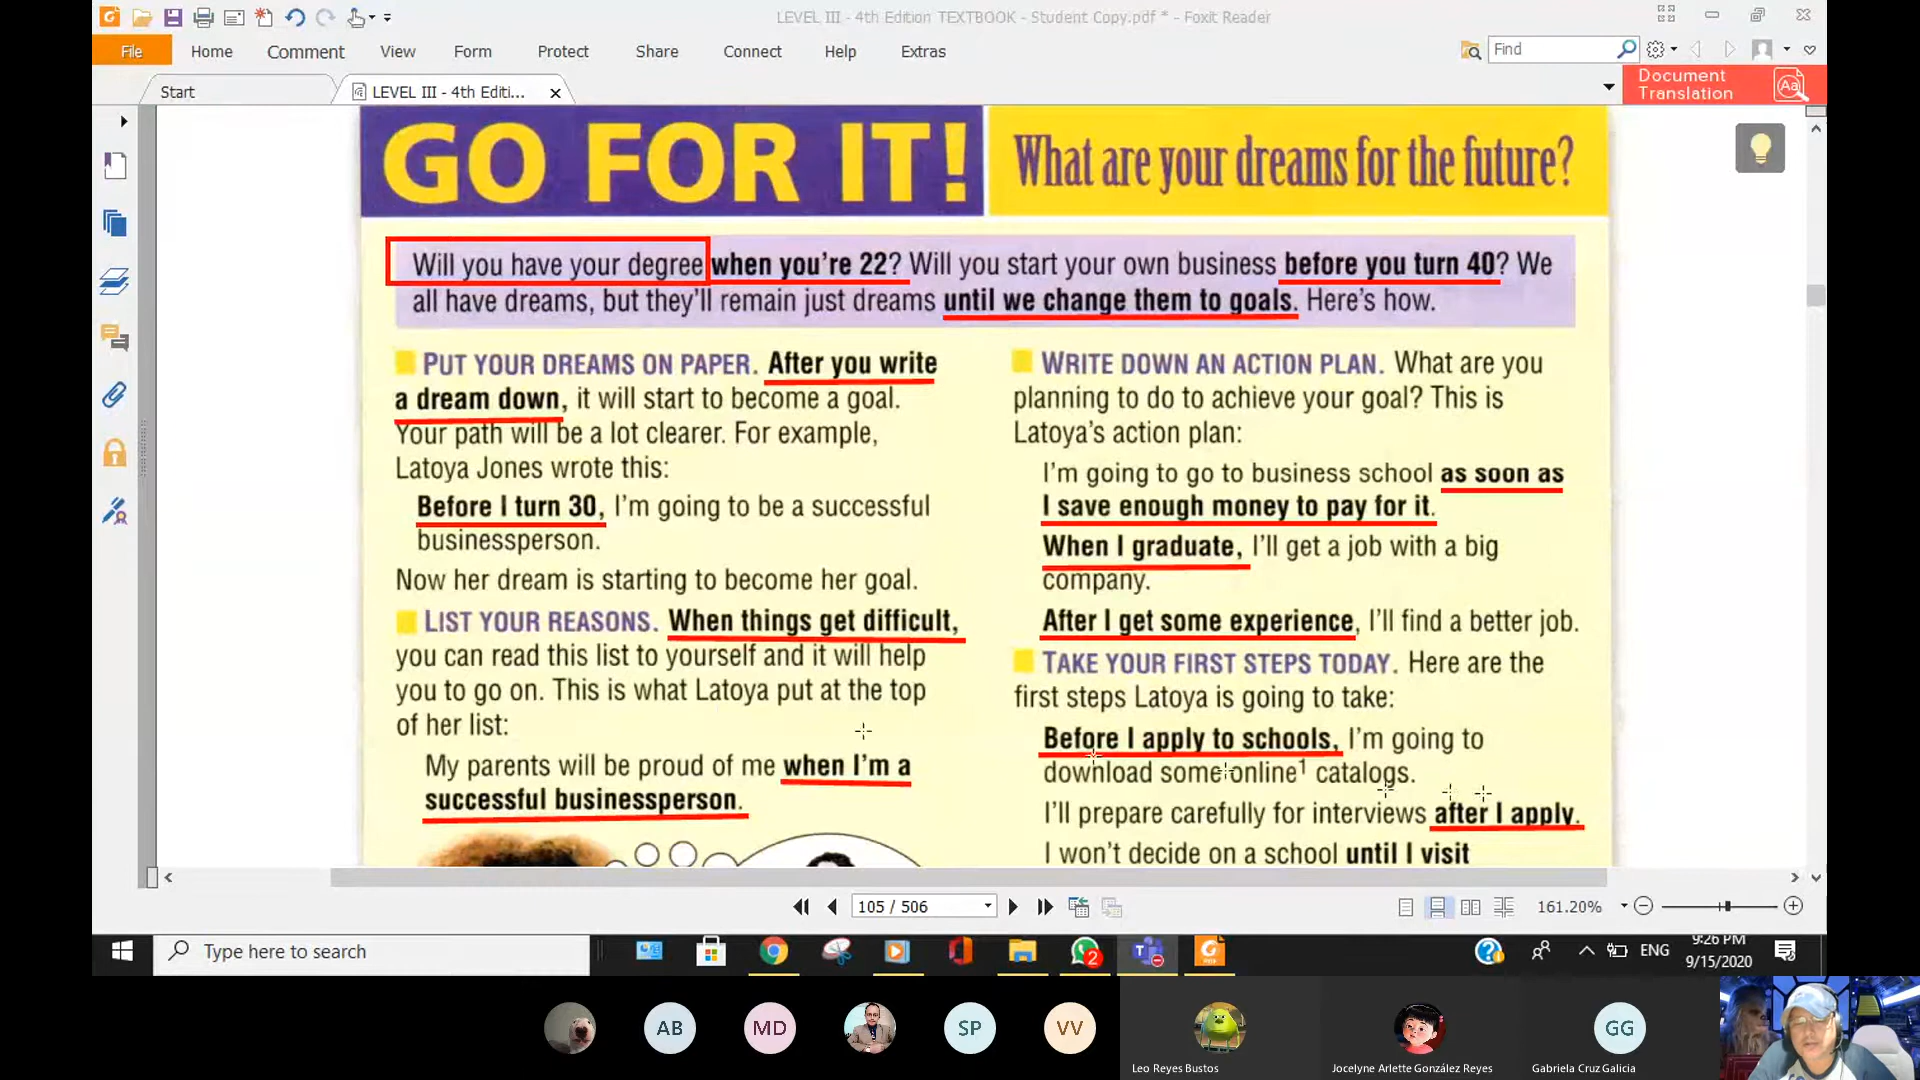 LEVEL III - 4th Edition TEXTBOOK - Student Copy.pdf * - Foxit Reader
File Home Comment View Form Protect Share Connect Help Extras
Find
Start
LEVEL III - 4th Editi...
Document
Translation
GO FOR IT!
What are your dreams for the future?
Will you have your degree when you're 22? Will you start your own business before you turn 40? We
all have dreams, but they'll remain just dreams until we change them to goals. Here's how.
PUT YOUR DREAMS ON PAPER. After you write
a dream down, it will start to become a goal.
Your path will be a lot clearer. For example,
Latoya Jones wrote this:
Before I turn 30, I'm going to be a successful
businessperson.
Now her dream is starting to become her goal.
LIST YOUR REASONS. When things get difficult,
you can read this list to yourself and it will help
you to go on. This is what Latoya put at the top
of her list:
My parents will be proud of me when I'm a
successful businessperson.
WRITE DOWN AN ACTION PLAN. What are you
planning to do to achieve your goal? This is
Latoya's action plan:
I'm going to go to business school as soon as
I save enough money to pay for it.
When I graduate, I'll get a job with a big
company.
After I get some experience, I'll find a better job.
TAKE YOUR FIRST STEPS TODAY. Here are the
first steps Latoya is going to take:
Before I apply to schools, I'm going to
download some online¹ catalogs.
I'll prepare carefully for interviews after I apply.
I won't decide on a school until I visit
105 / 506
161.20%
Type here to search
2
ENG
9:26 PM
9/15/2020
AB
MD
SP
VV
GG
Leo Reyes Bustos
Jocelyne Arlette González Reyes
Gabriela Cruz Galicia